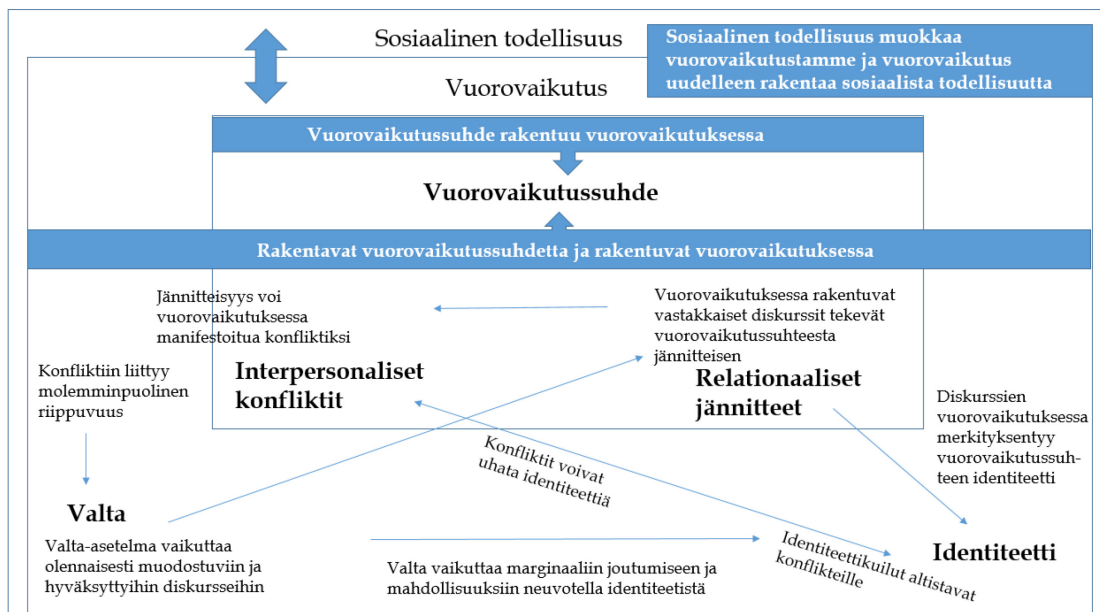 Sosiaalinen todellisuus
Sosiaalinen todellisuus muokkaa
vuorovaikutustamme ja vuorovaikutus
uudelleen rakentaa sosiaalista todellisuutta
Vuorovaikutus
Vuorovaikutussuhde rakentuu vuorovaikutuksessa
Vuorovaikutussuhde
Rakentavat vuorovaikutussuhdetta ja rakentuvat vuorovaikutuksessa
Jännitteisyys voi
vuorovaikutuksessa
manifestoitua konfliktiksi
Vuorovaikutuksessa rakentuvat
vastakkaiset diskurssit tekevät
vuorovaikutussuhteesta
jännitteisen
Konfliktiin liittyy
molemminpuolinen
riippuvuus
Interpersonaliset
konfliktit
Relationaaliset
jännitteet
Diskurssien
vuorovaikutuksessa
merkityksentyy
vuorovaikutussuh-
teen identiteetti
Konfliktit voivat
uhata identiteettiä
Valta
Valta-asetelma vaikuttaa
olennaisesti muodostuviin ja
hyväksyttyihin diskursseihin
Valta vaikuttaa marginaaliin joutumiseen ja
mahdollisuuksiin neuvotella identiteetistä
Identiteettikuilut altistavat
konflikteille
Identiteetti